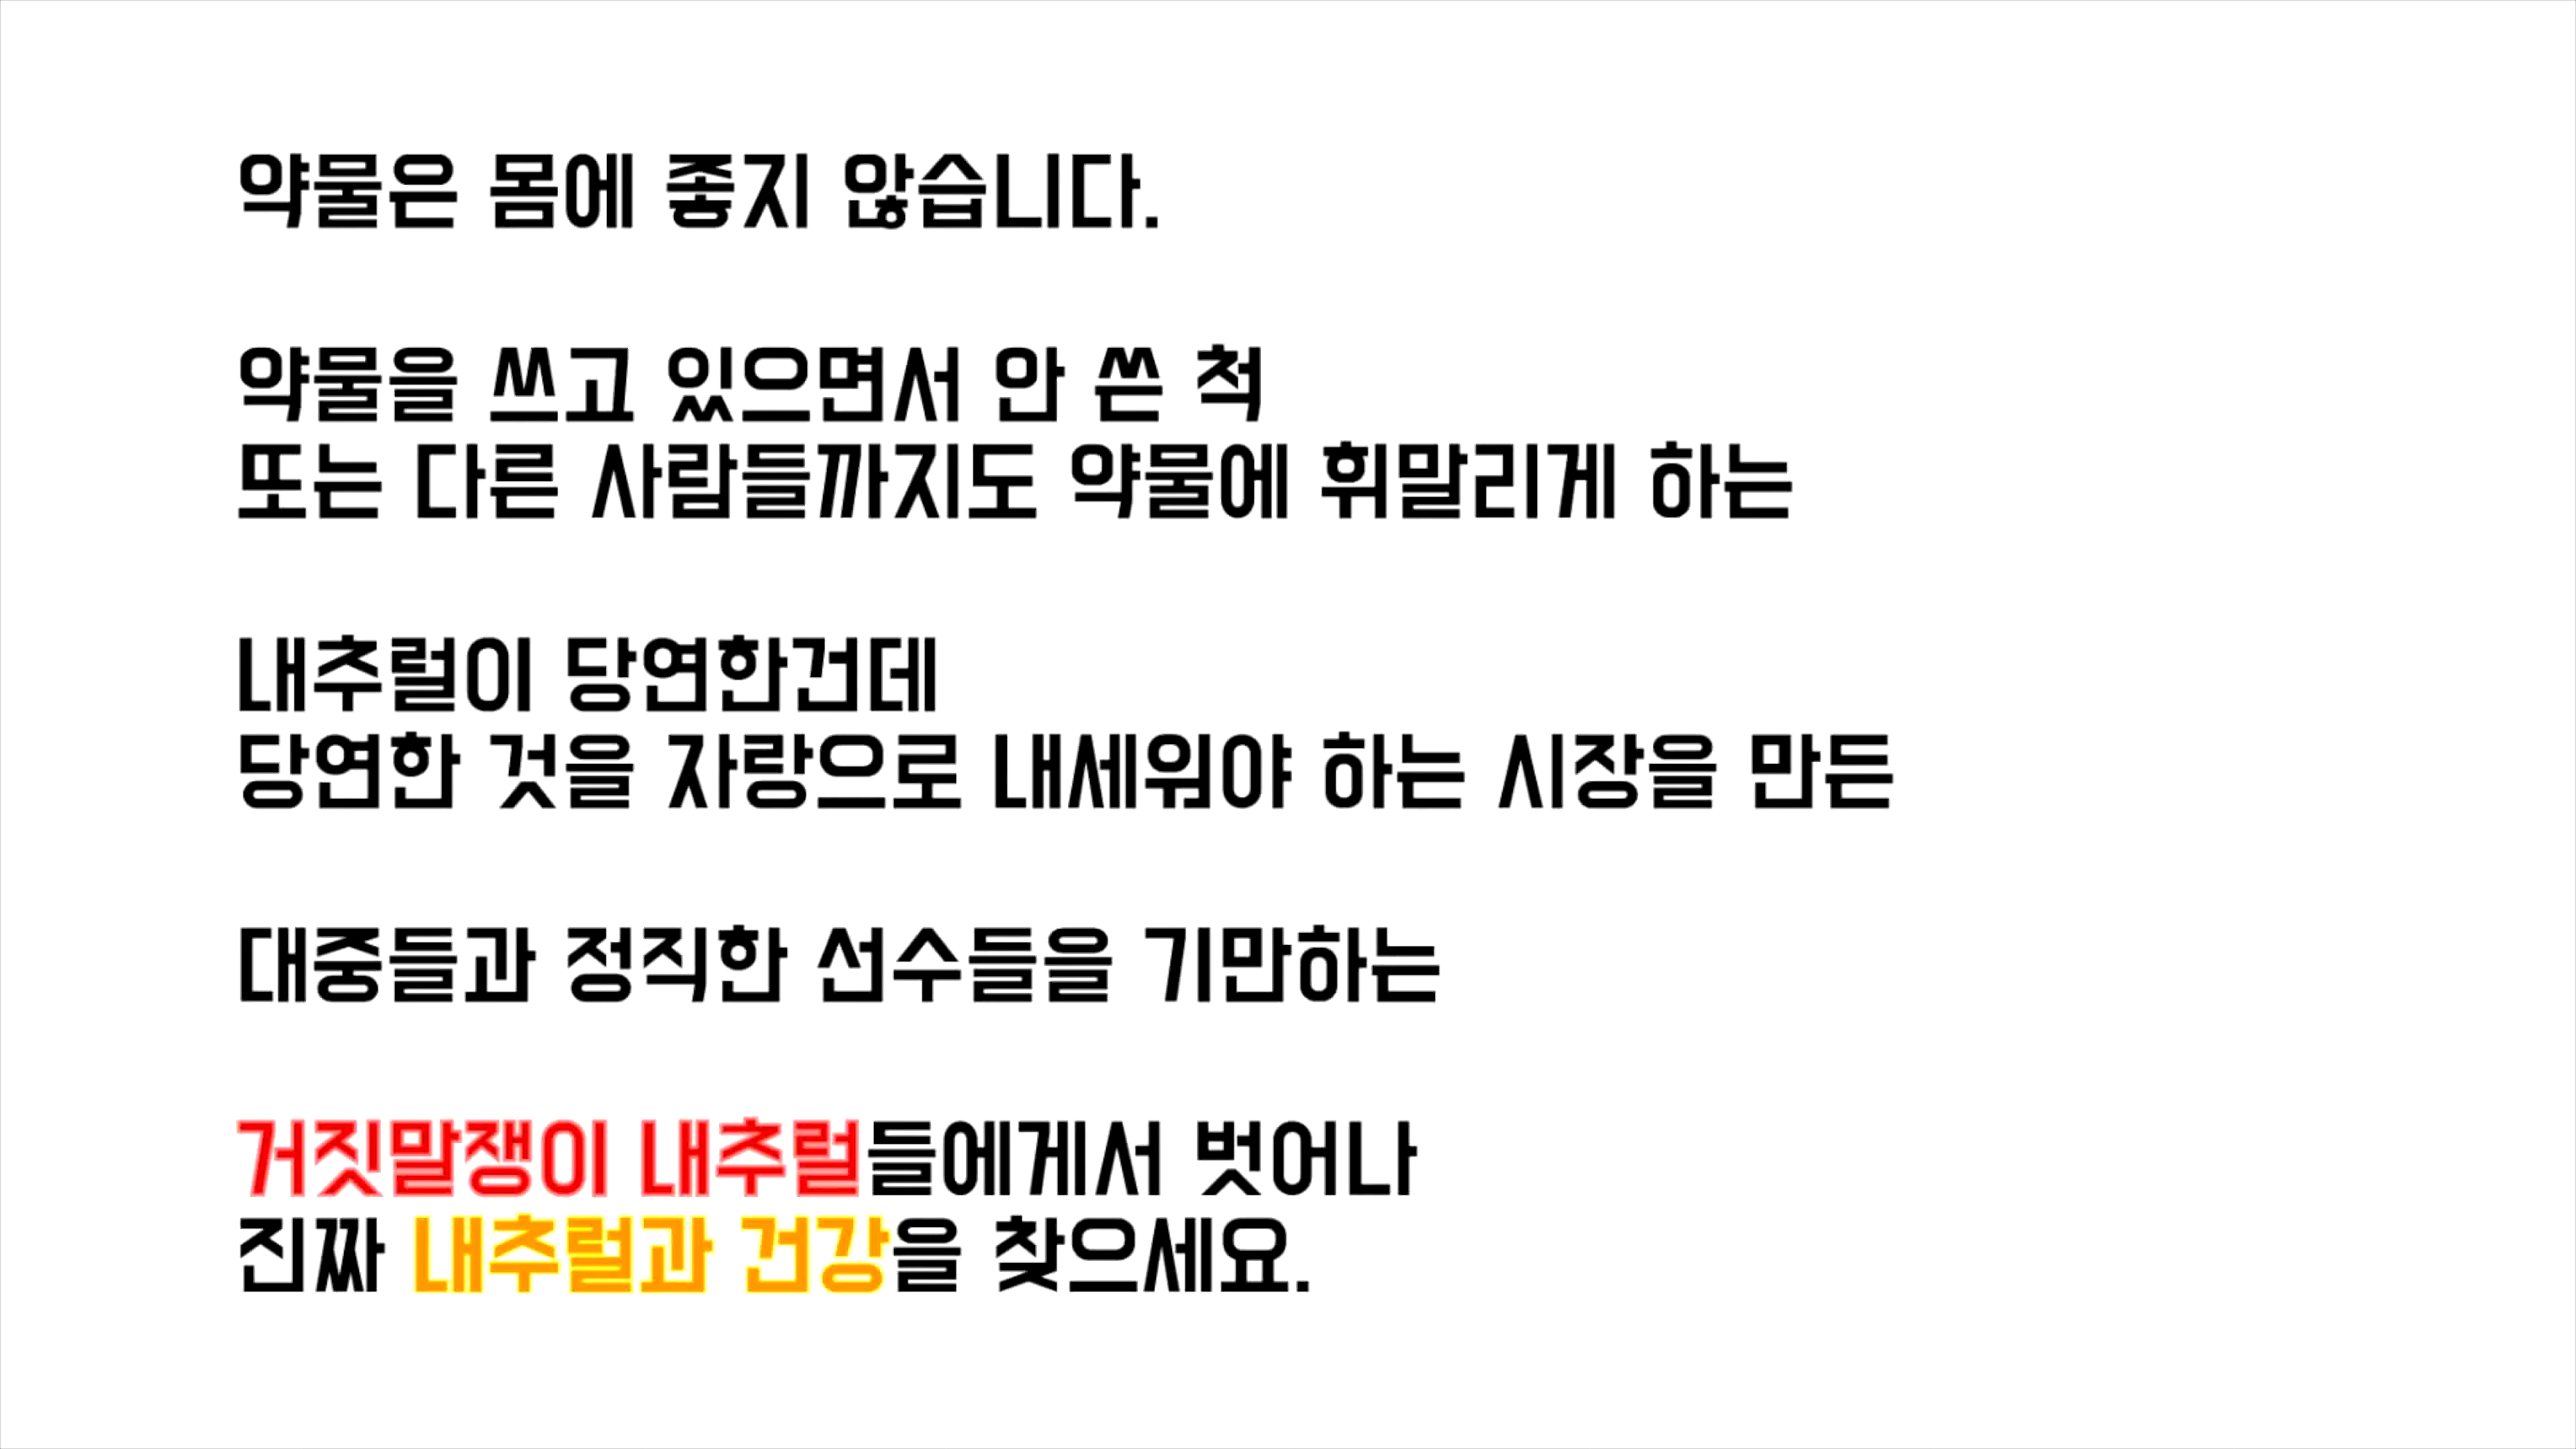 약물은 몸에 좋지 않습니다.
약물을 쓰고 있으면서 안 쓴 척
또는 다른 사람들까지도 약물에 휘말리게 하는
내추럴이 당연한건데
당연한 것을 자랑으로 내세워야 하는 시장을 만든
대중들과 정직한 선수들을 기만하는
거짓말쟁이 내추럴들에게서 벗어나
진짜 내추럴과 건강을 찾으세요.